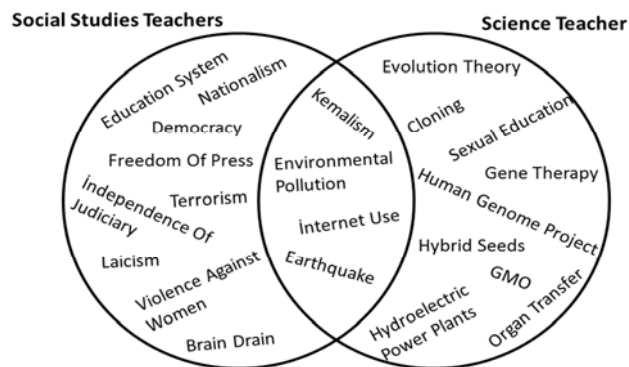 Social Studies Teachers
Science Teacher
Education System
Nationalism
Democracy
Freedom Of Press
Terrorism
İndependence Of
Judiciary
Laicism
Violence Against
Women
Brain Drain
Kemalism
Environmental
Pollution
İnternet Use
Earthquake
Evolution Theory
Cloning
Sexual Education
Gene Therapy
Human Genome Project
Hybrid Seeds
GMO
Organ Transfer
Hydroelectric
Power Plants